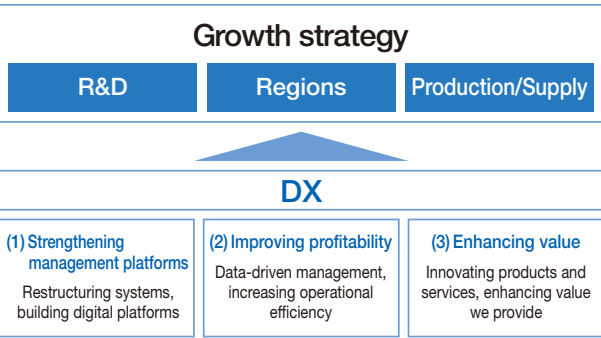 Growth strategy
R&D
Regions
Production/Supply
DX
(1) Strengthening
management platforms
Restructuring systems,
building digital platforms
(2) Improving profitability
Data-driven management,
increasing operational
efficiency
(3) Enhancing value
Innovating products and
services, enhancing value
we provide